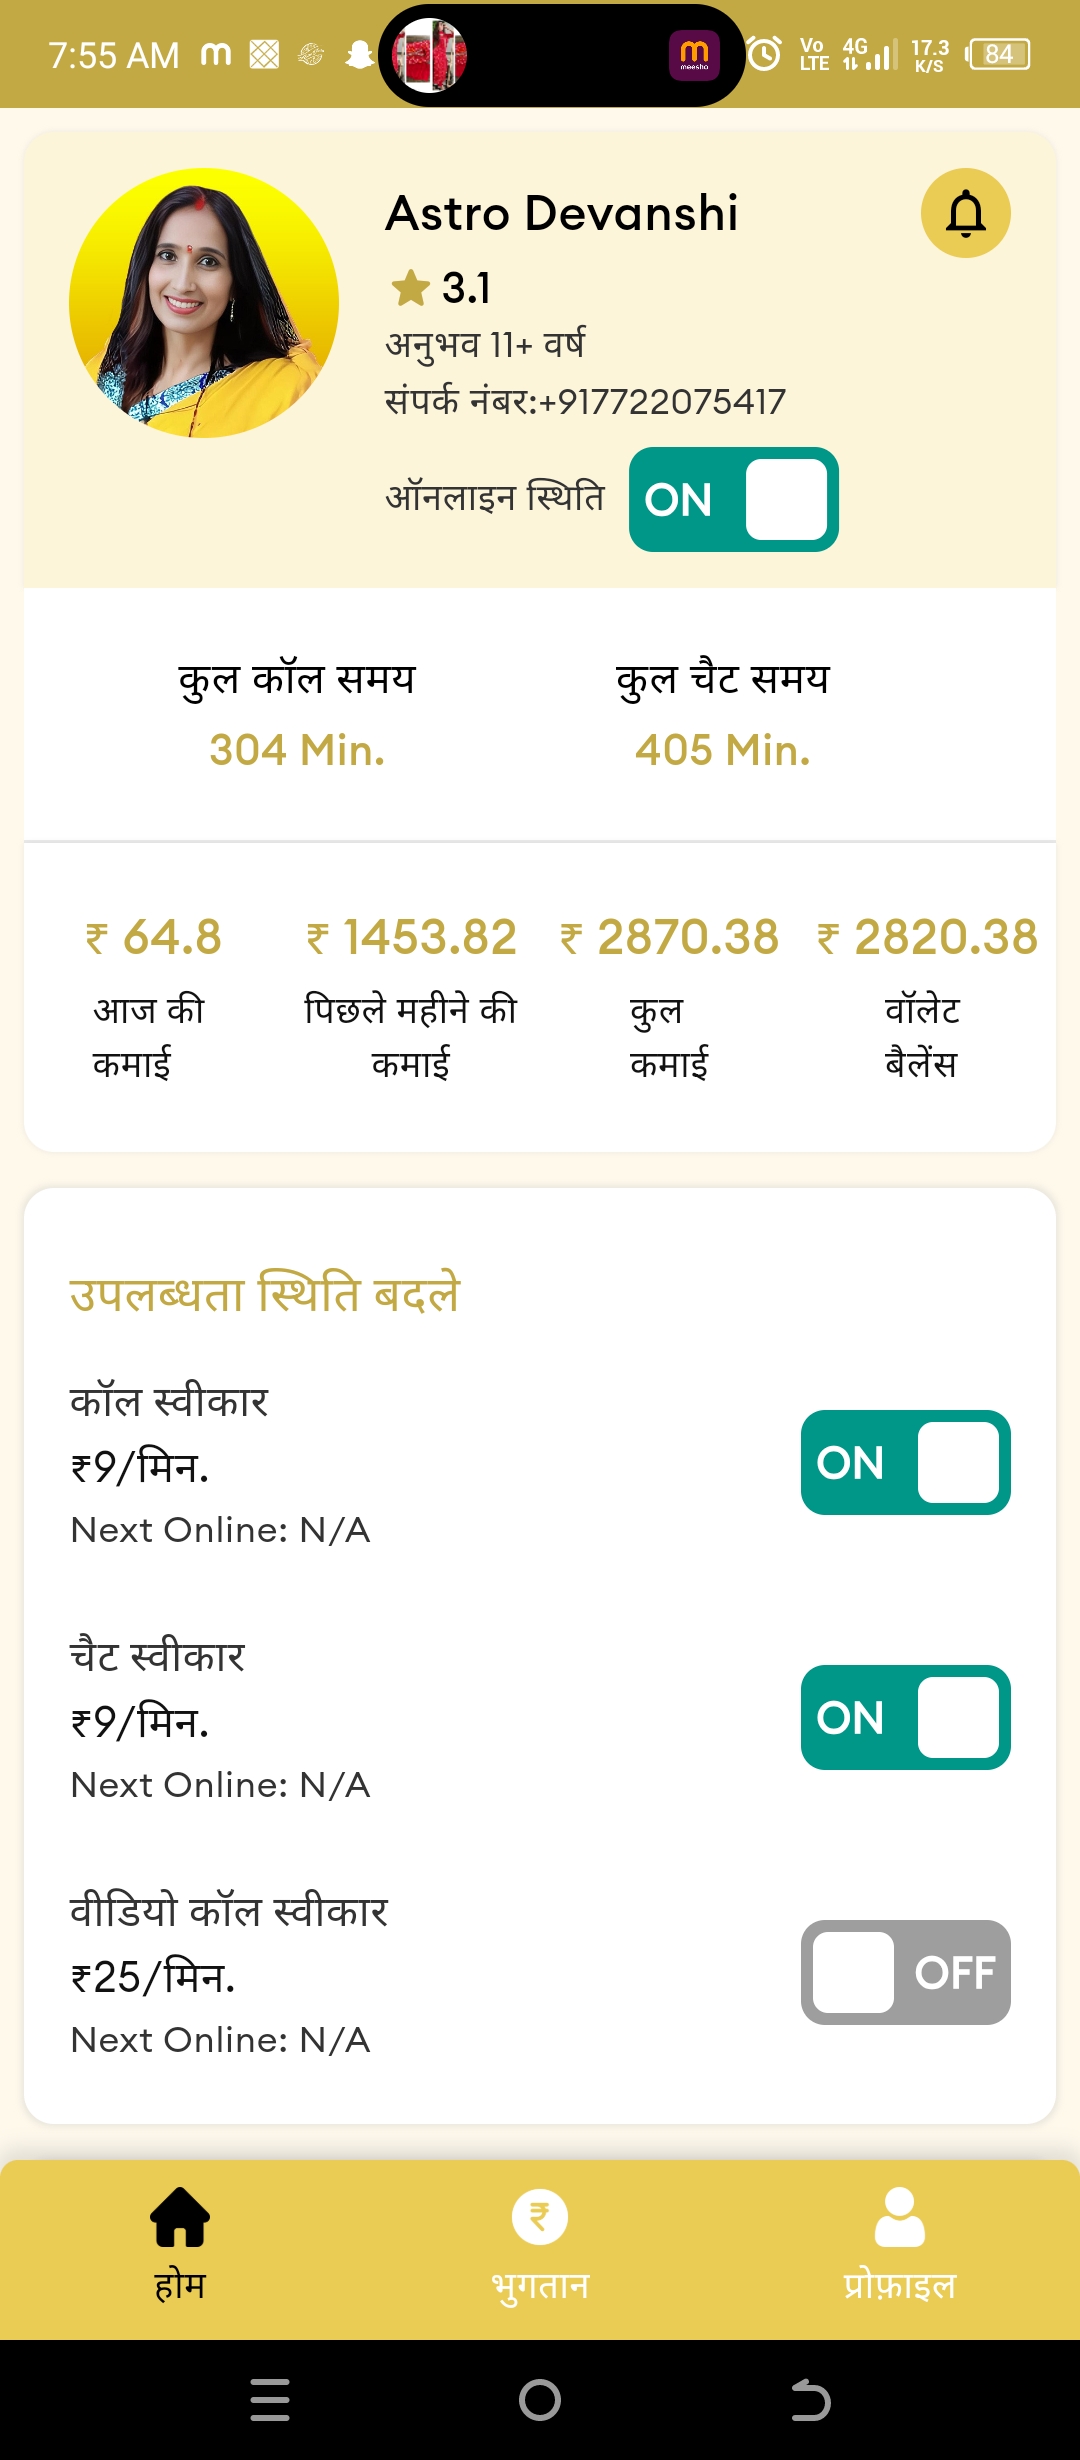 7:55 AM
meesho
Vo LTE 4G 17.3 K/S 84
Astro Devanshi
3.1
अनुभव 11+ वर्ष
संपर्क नंबर:+917722075417
ऑनलाइन स्थिति ON
कुल कॉल समय
304 Min.
कुल चैट समय
405 Min.
₹ 64.8
आज की
कमाई
₹ 1453.82
पिछले महीने की
कमाई
₹ 2870.38
कुल
कमाई
₹ 2820.38
वॉलेट
बैलेंस
उपलब्धता स्थिति बदले
कॉल स्वीकार
₹9/मिन.
Next Online: N/A
ON
चैट स्वीकार
₹9/मिन.
Next Online: N/A
ON
वीडियो कॉल स्वीकार
₹25/मिन.
Next Online: N/A
OFF
होम
भुगतान
प्रोफ़ाइल